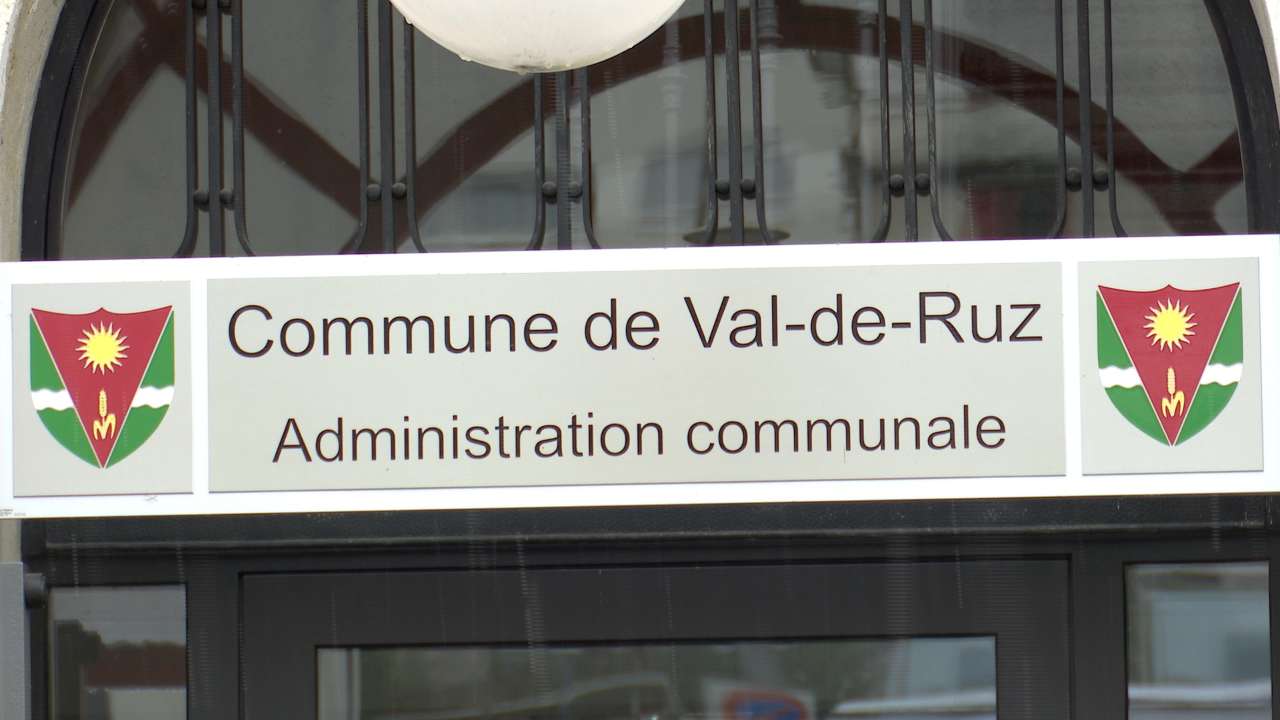 Commune de Val-de-Ruz
Administration communale